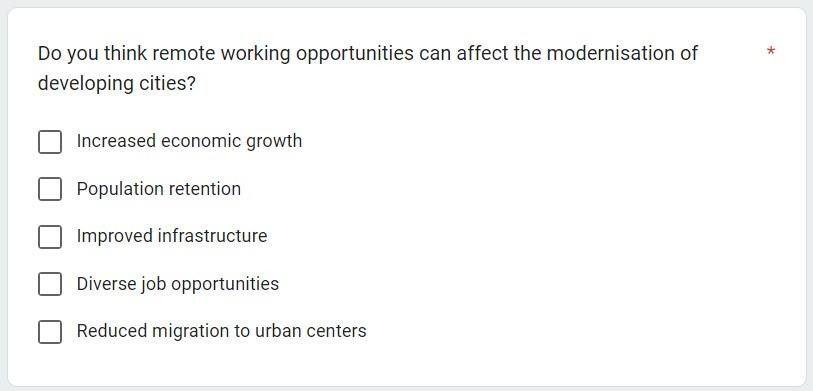 Do you think remote working opportunities can affect the modernisation of *
developing cities?
Increased economic growth
Population retention
Improved infrastructure
Diverse job opportunities
Reduced migration to urban centers